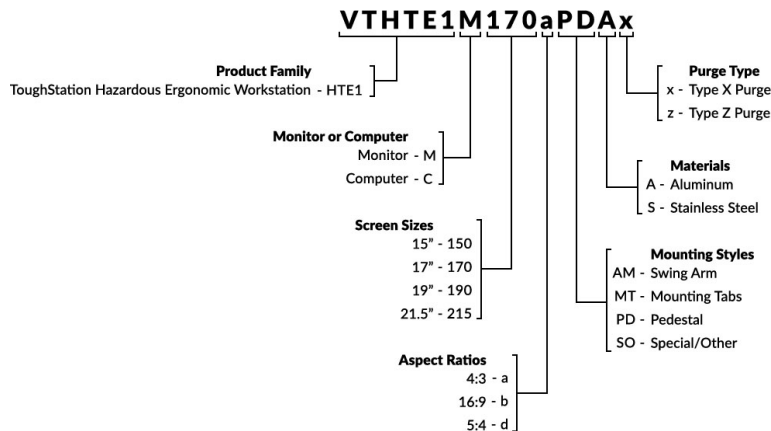 VTHTE1M170aPDAx
Product Family
ToughStation Hazardous Ergonomic Workstation - HTE1
Monitor or Computer
Monitor - M
Computer - C
Screen Sizes
15” - 150
17” - 170
19” - 190
21.5” - 215
Aspect Ratios
4:3 - a
16:9 - b
5:4 - d
Purge Type
x - Type X Purge
z - Type Z Purge
Materials
A - Aluminum
S - Stainless Steel
Mounting Styles
AM - Swing Arm
MT - Mounting Tabs
PD - Pedestal
SO - Special/Other